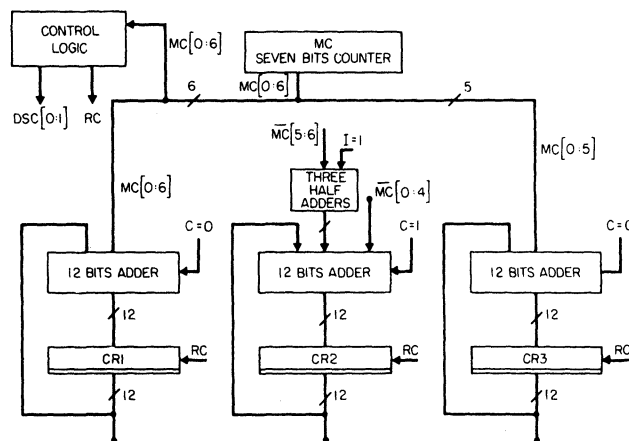 CONTROL
LOGIC
MC[0:6]
MC
SEVEN BITS COUNTER
DSC[0:1]
RC
6
MC[0:6]
5
M̅C̅[5:6]
I=1
MC[0:5]
THREE
HALF
ADDERS
M̅C̅[0:4]
MC[0:6]
C=0
C=1
C=0
12 BITS ADDER
12 BITS ADDER
12 BITS ADDER
12
12
12
CR1
RC
CR2
RC
CR3
RC
12
12
12